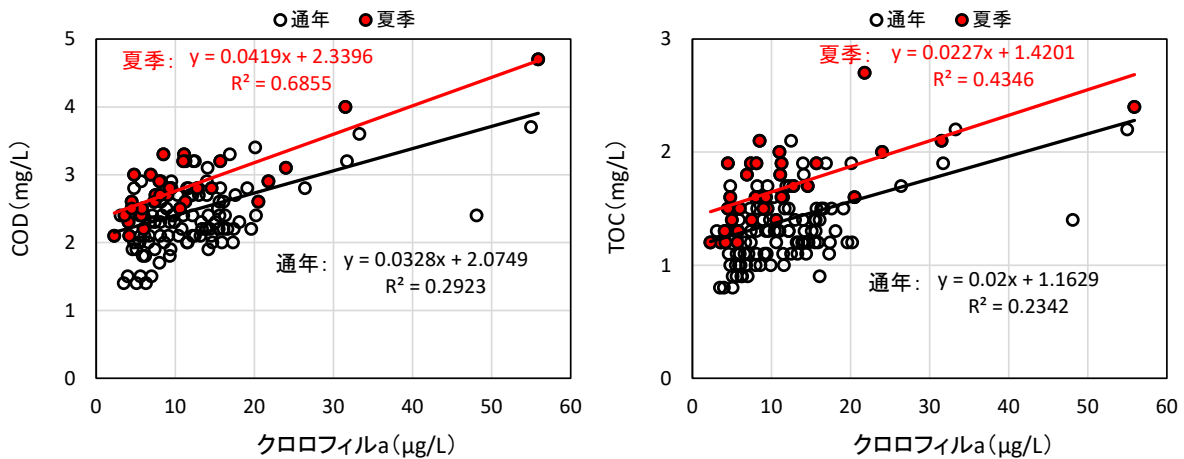 通年 夏季
夏季： y = 0.0419x + 2.3396
R² = 0.6855
通年： y = 0.0328x + 2.0749
R² = 0.2923
COD（mg/L）
5
4
3
2
1
0
0 10 20 30 40 50 60
クロロフィルa（μg/L）
通年 夏季
夏季： y = 0.0227x + 1.4201
R² = 0.4346
通年： y = 0.02x + 1.1629
R² = 0.2342
TOC（mg/L）
3
2
1
0
0 10 20 30 40 50 60
クロロフィルa（μg/L）